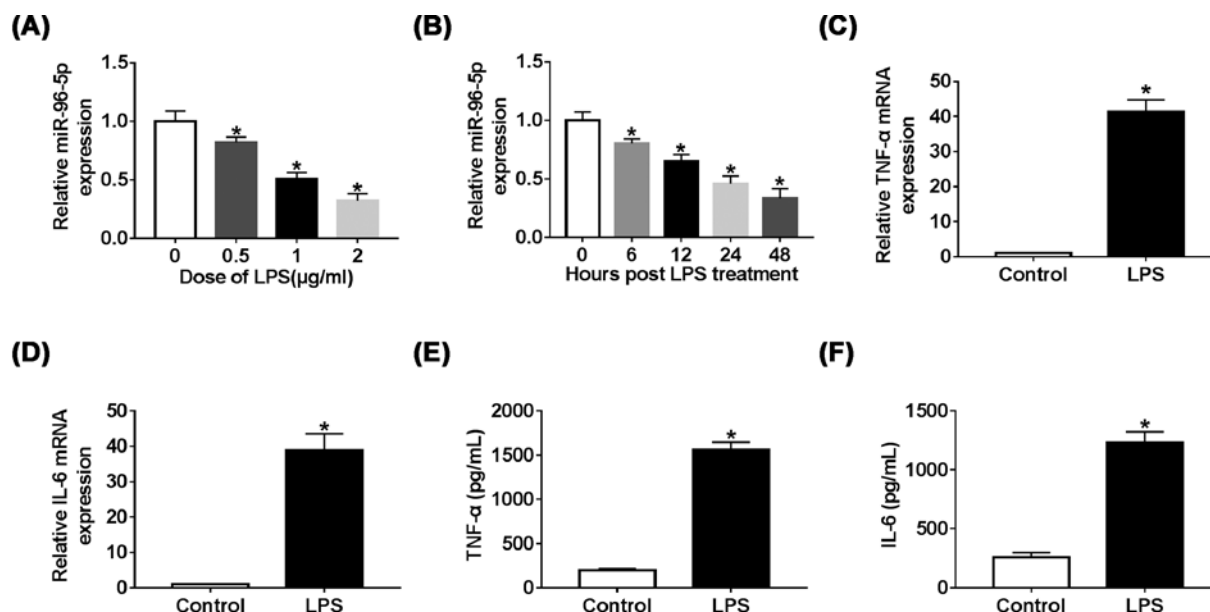 (A)
Relative miR-96-5p
expression
1.5
1.0
0.5
0.0
*
*
*
0
0.5
1
2
Dose of LPS(μg/ml)
(B)
Relative miR-96-5p
expression
1.5
1.0
0.5
0.0
*
*
*
*
0
6
12
24
48
Hours post LPS treatment
(C)
Relative TNF-α mRNA
expression
50
40
30
20
10
0
*
Control
LPS
(D)
Relative IL-6 mRNA
expression
50
40
30
20
10
0
*
Control
LPS
(E)
TNF-α (pg/mL)
2000
1500
1000
500
0
*
Control
LPS
(F)
IL-6 (pg/mL)
1500
1000
500
0
*
Control
LPS